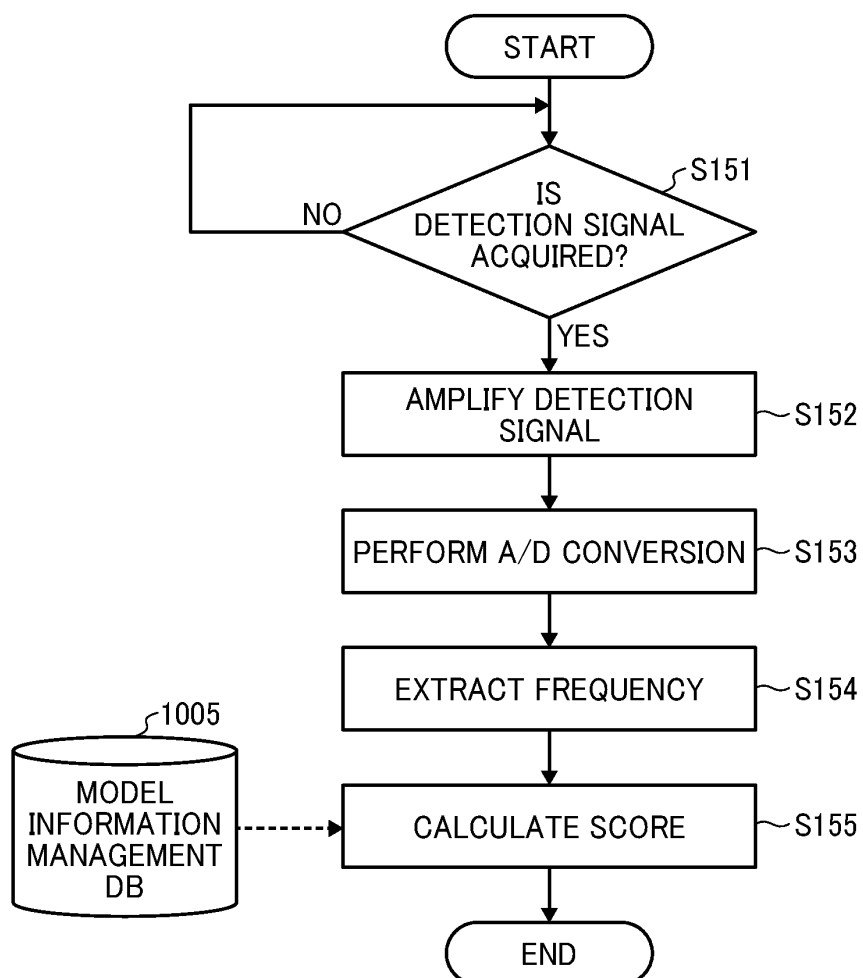 START
S151
IS
DETECTION SIGNAL
ACQUIRED?
NO
YES
AMPLIFY DETECTION
SIGNAL
S152
PERFORM A/D CONVERSION
S153
EXTRACT FREQUENCY
S154
1005
MODEL
INFORMATION
MANAGEMENT
DB
CALCULATE SCORE
S155
END